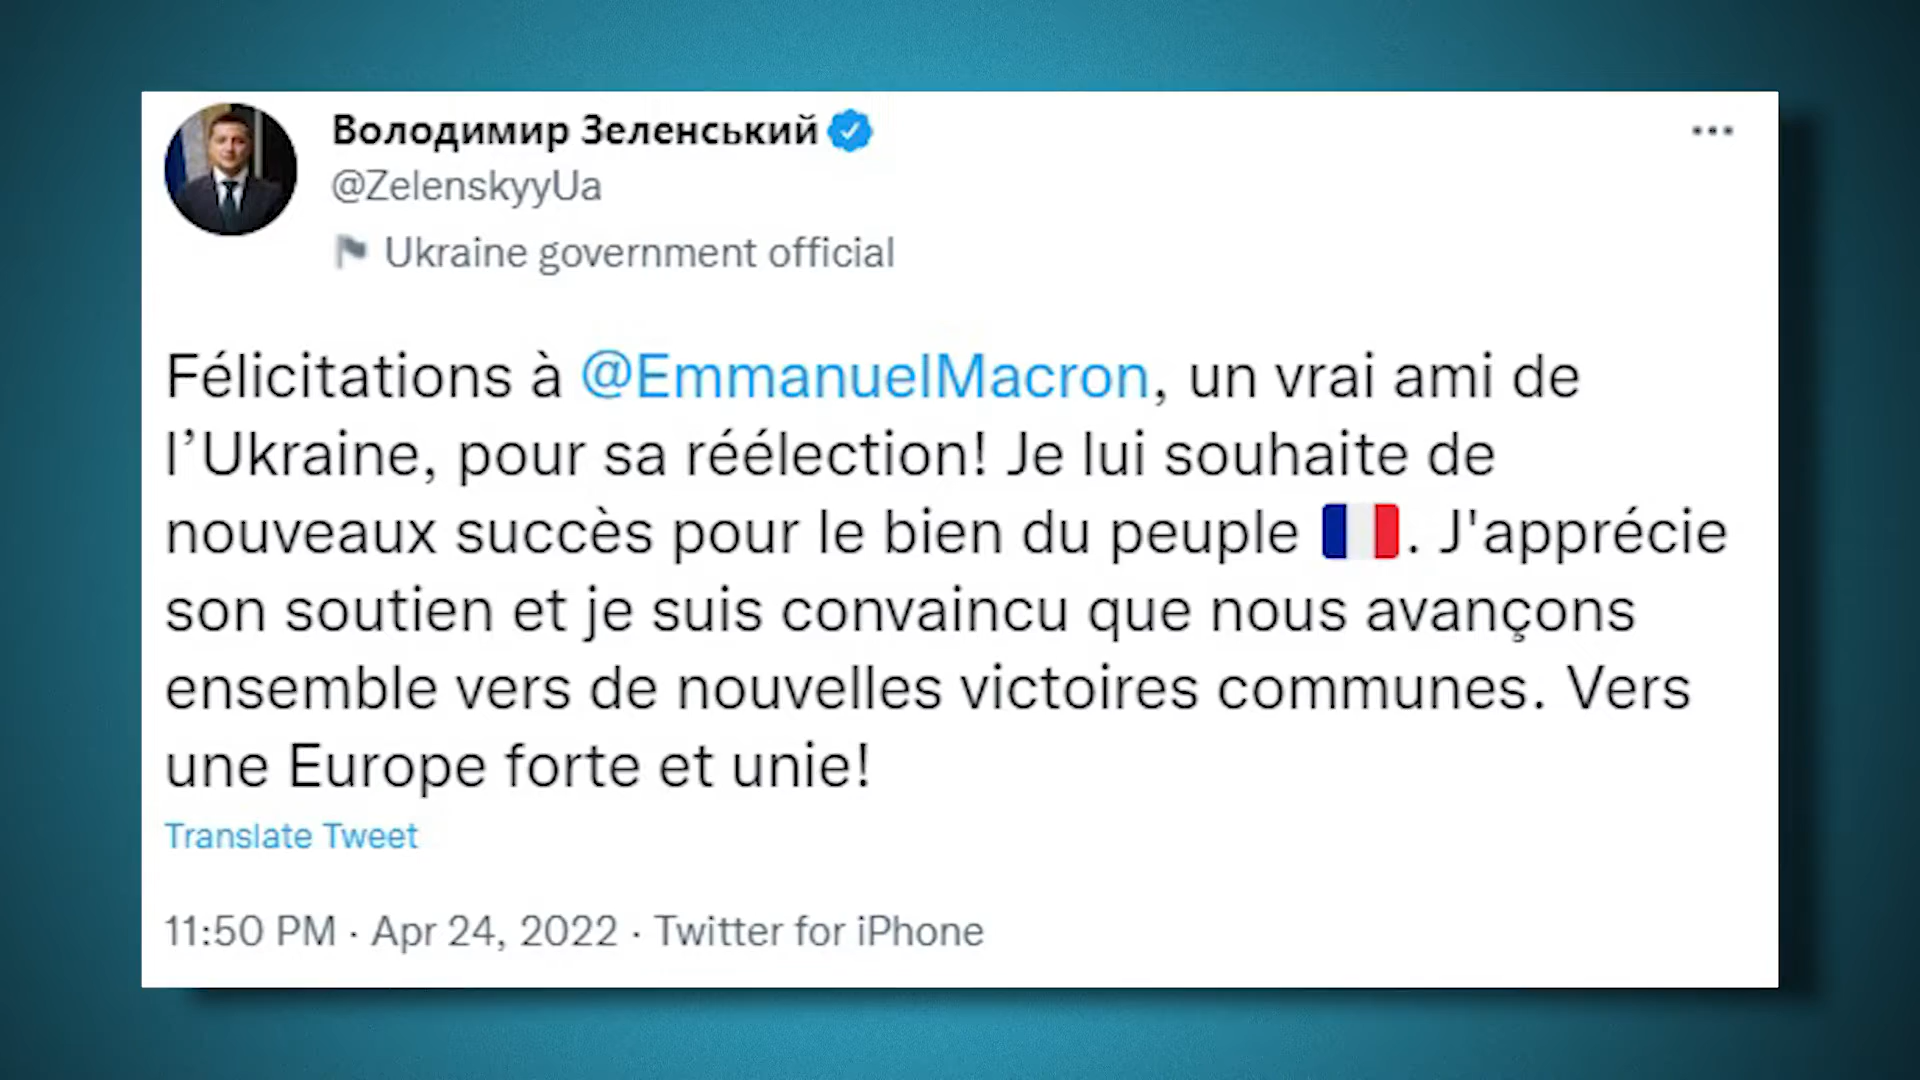 Володимир Зеленський
@ZelenskyyUa
Ukraine government official
Félicitations à @EmmanuelMacron, un vrai ami de
l’Ukraine, pour sa réélection! Je lui souhaite de
nouveaux succès pour le bien du peuple 🇫🇷. J'apprécie
son soutien et je suis convaincu que nous avançons
ensemble vers de nouvelles victoires communes. Vers
une Europe forte et unie!
Translate Tweet
11:50 PM · Apr 24, 2022 · Twitter for iPhone